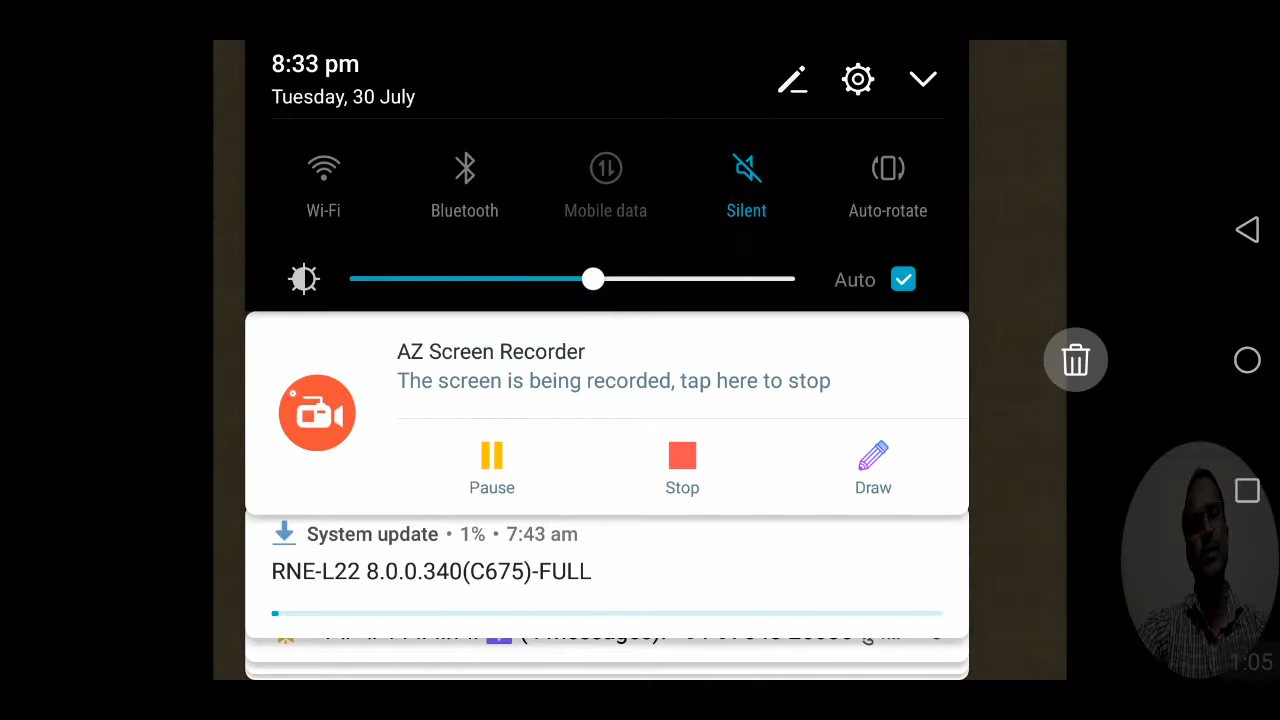 8:33 pm
Tuesday, 30 July
Wi-Fi Bluetooth Mobile data Silent Auto-rotate
Auto
AZ Screen Recorder
The screen is being recorded, tap here to stop
Pause Stop Draw
System update • 1% • 7:43 am
RNE-L22 8.0.0.340(C675)-FULL
1:05